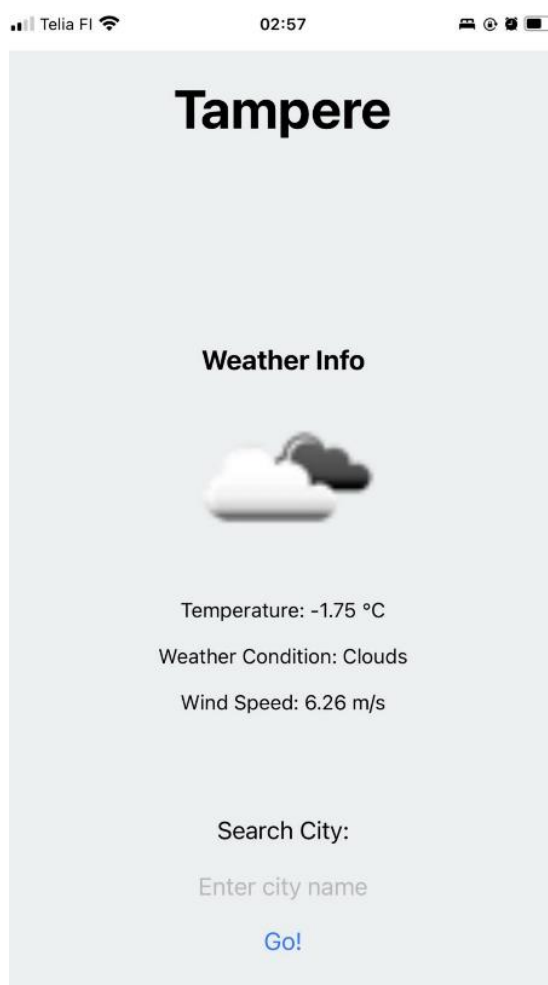 Telia FI 02:57
Tampere
Weather Info
Temperature: -1.75 °C
Weather Condition: Clouds
Wind Speed: 6.26 m/s
Search City:
Enter city name
Go!